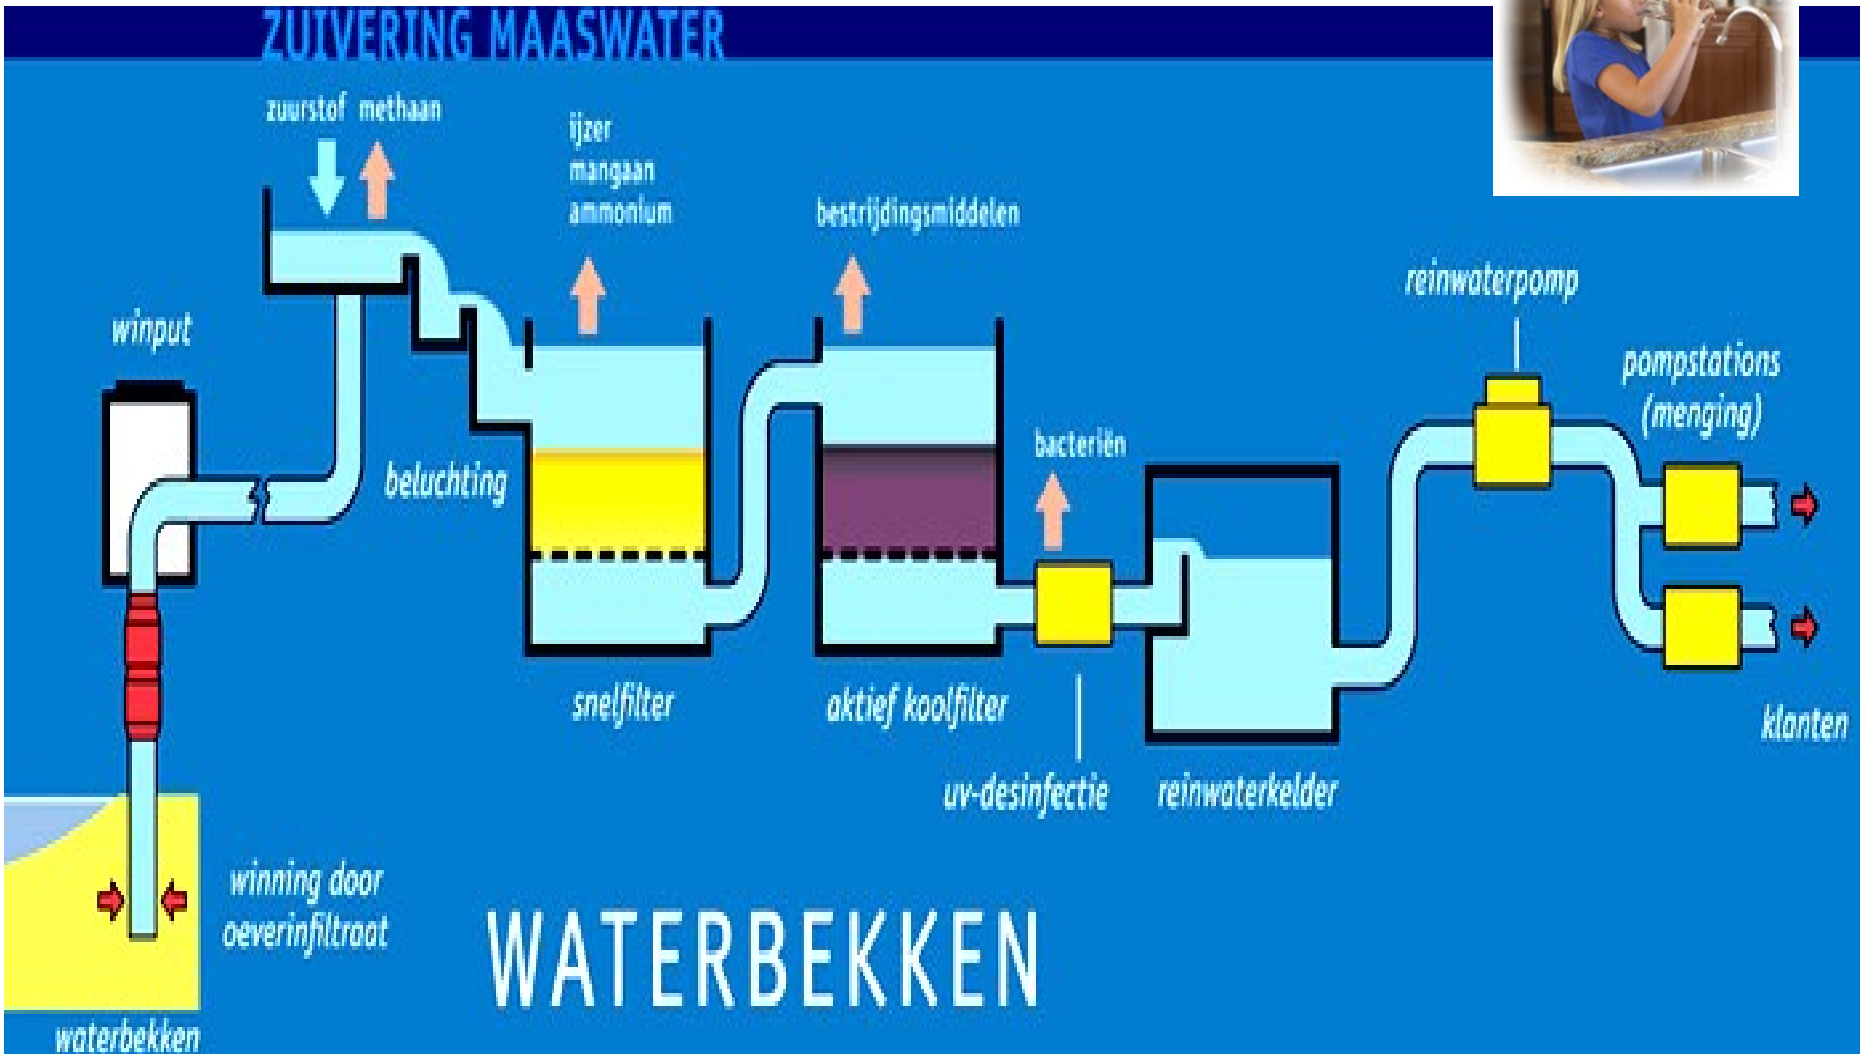 ZUIVERING MAASWATER
zuurstof methaan
ijzer
mangaan
ammonium
bestrijdingsmiddelen
reinwaterpomp
winput
pompstations
(menging)
bacteriën
beluchting
snelfilter
aktief koolfilter
klanten
uv-desinfectie
reinwaterkelder
winning door
oeverinfiltraat
WATERBEKKEN
waterbekken